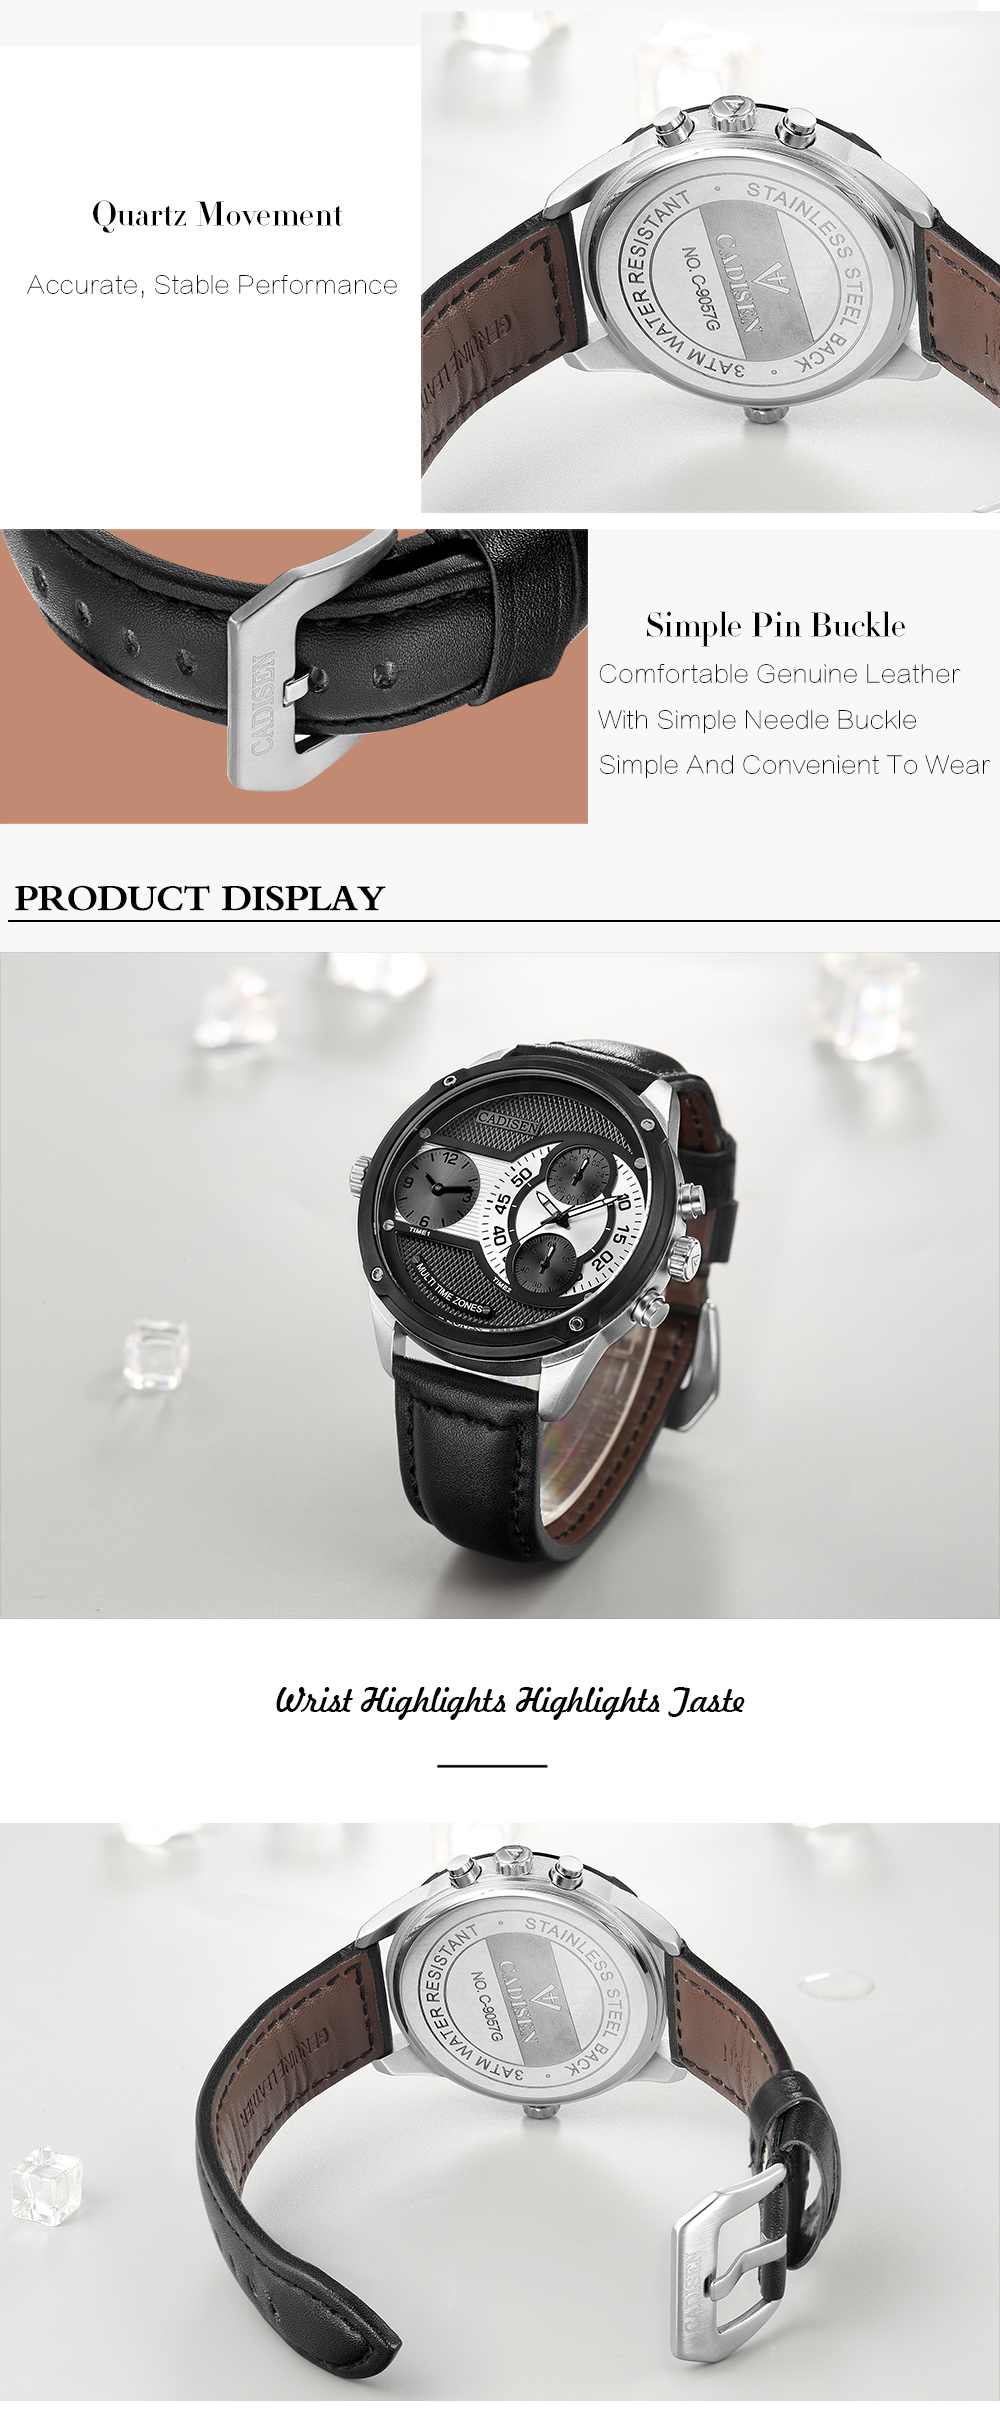 Quartz Movement
Accurate, Stable Performance
STAINLESS STEEL BACK
3ATM WATER RESISTANT
CADISEN
NO. C-9057G
GENUINE LEATHER
CADISEN
Simple Pin Buckle
Comfortable Genuine Leather
With Simple Needle Buckle
Simple And Convenient To Wear
PRODUCT DISPLAY
CADISEN
12
3
6
9
TIME1
50
45
40
10
15
20
TIME2
MULTI TIME ZONES
Wrist Highlights Highlights Taste
STAINLESS STEEL BACK
3ATM WATER RESISTANT
CADISEN
NO. C-9057G
GENUINE LEATHER
CADISEN